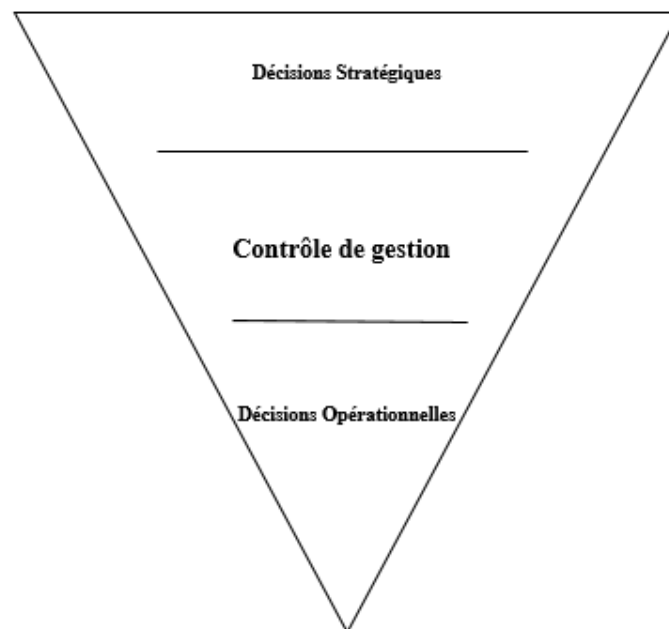 Décisions Stratégiques
Contrôle de gestion
Décisions Opérationnelles